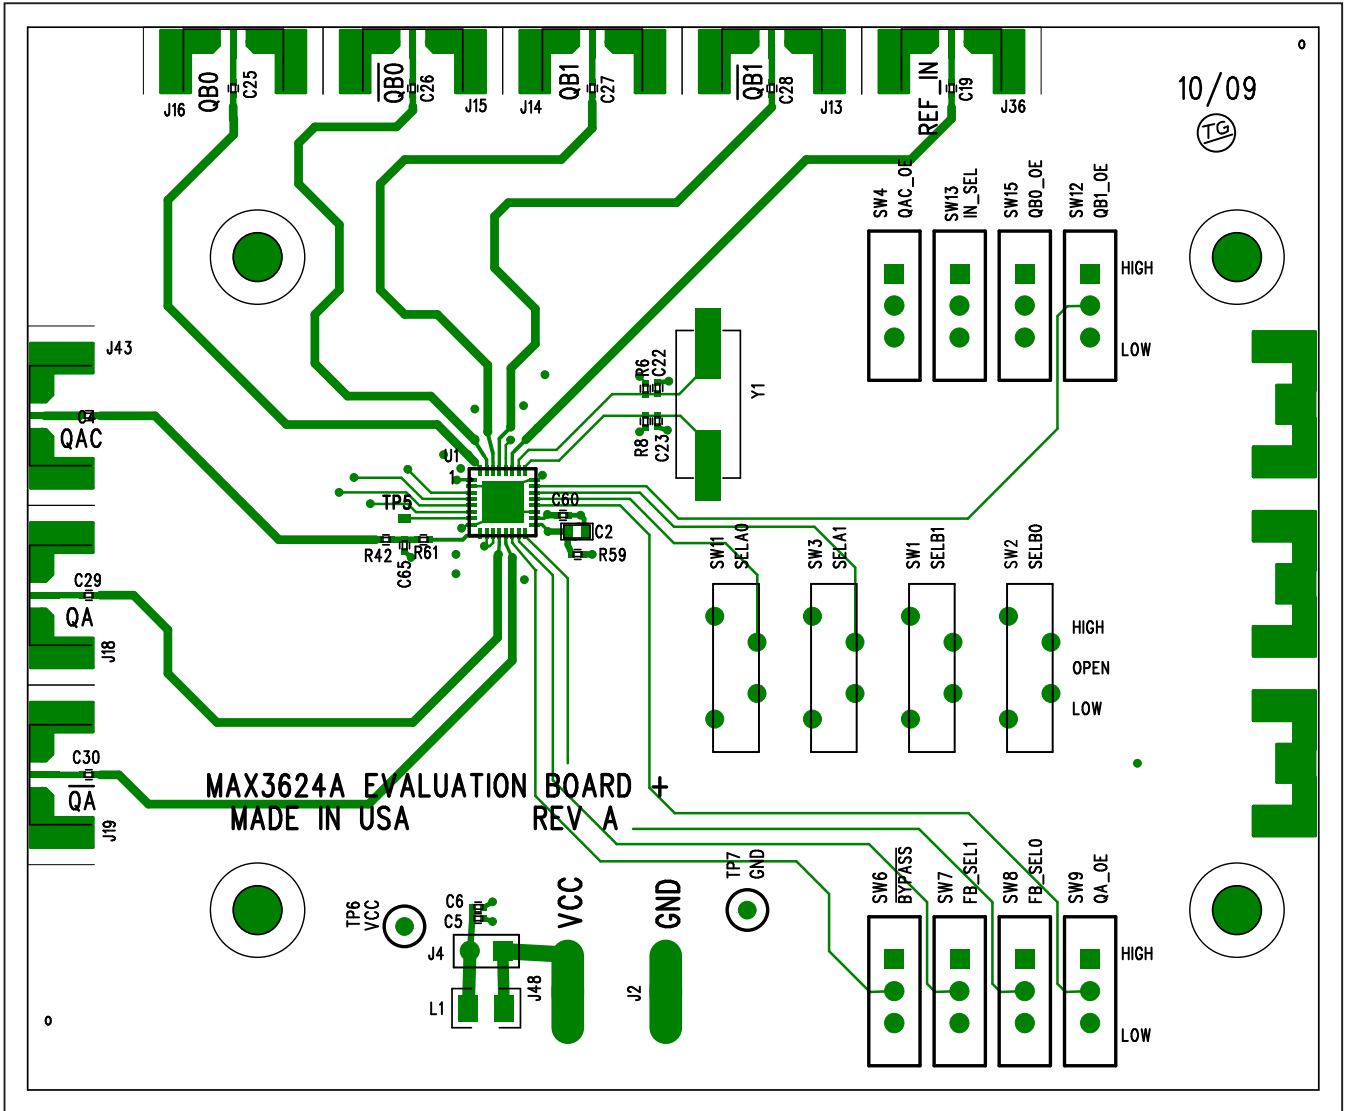 QB0
C25
J16
QB0
C26
J15
QB1
C27
J14
QB1
C28
J13
REF_IN
C19
J36
10/09
TG
SW4
QAC_OE
SW13
IN_SEL
SW15
QB0_OE
SW12
QB1_OE
HIGH
LOW
J43
C4
QAC
R6
C22
Y1
R8
C23
U1
1
TP5
C60
C2
R59
R42
C65
R61
SW11
SELA0
SW3
SELA1
SW1
SELB1
SW2
SELB0
HIGH
OPEN
LOW
C29
QA
J18
C30
QA
J19
MAX3624A EVALUATION BOARD +
MADE IN USA REV A
TP6
VCC
C6
C5
J4
L1
VCC
J48
GND
J2
TP7
GND
SW6
BYPASS
SW7
FB_SEL1
SW8
FB_SEL0
SW9
QA_OE
HIGH
LOW